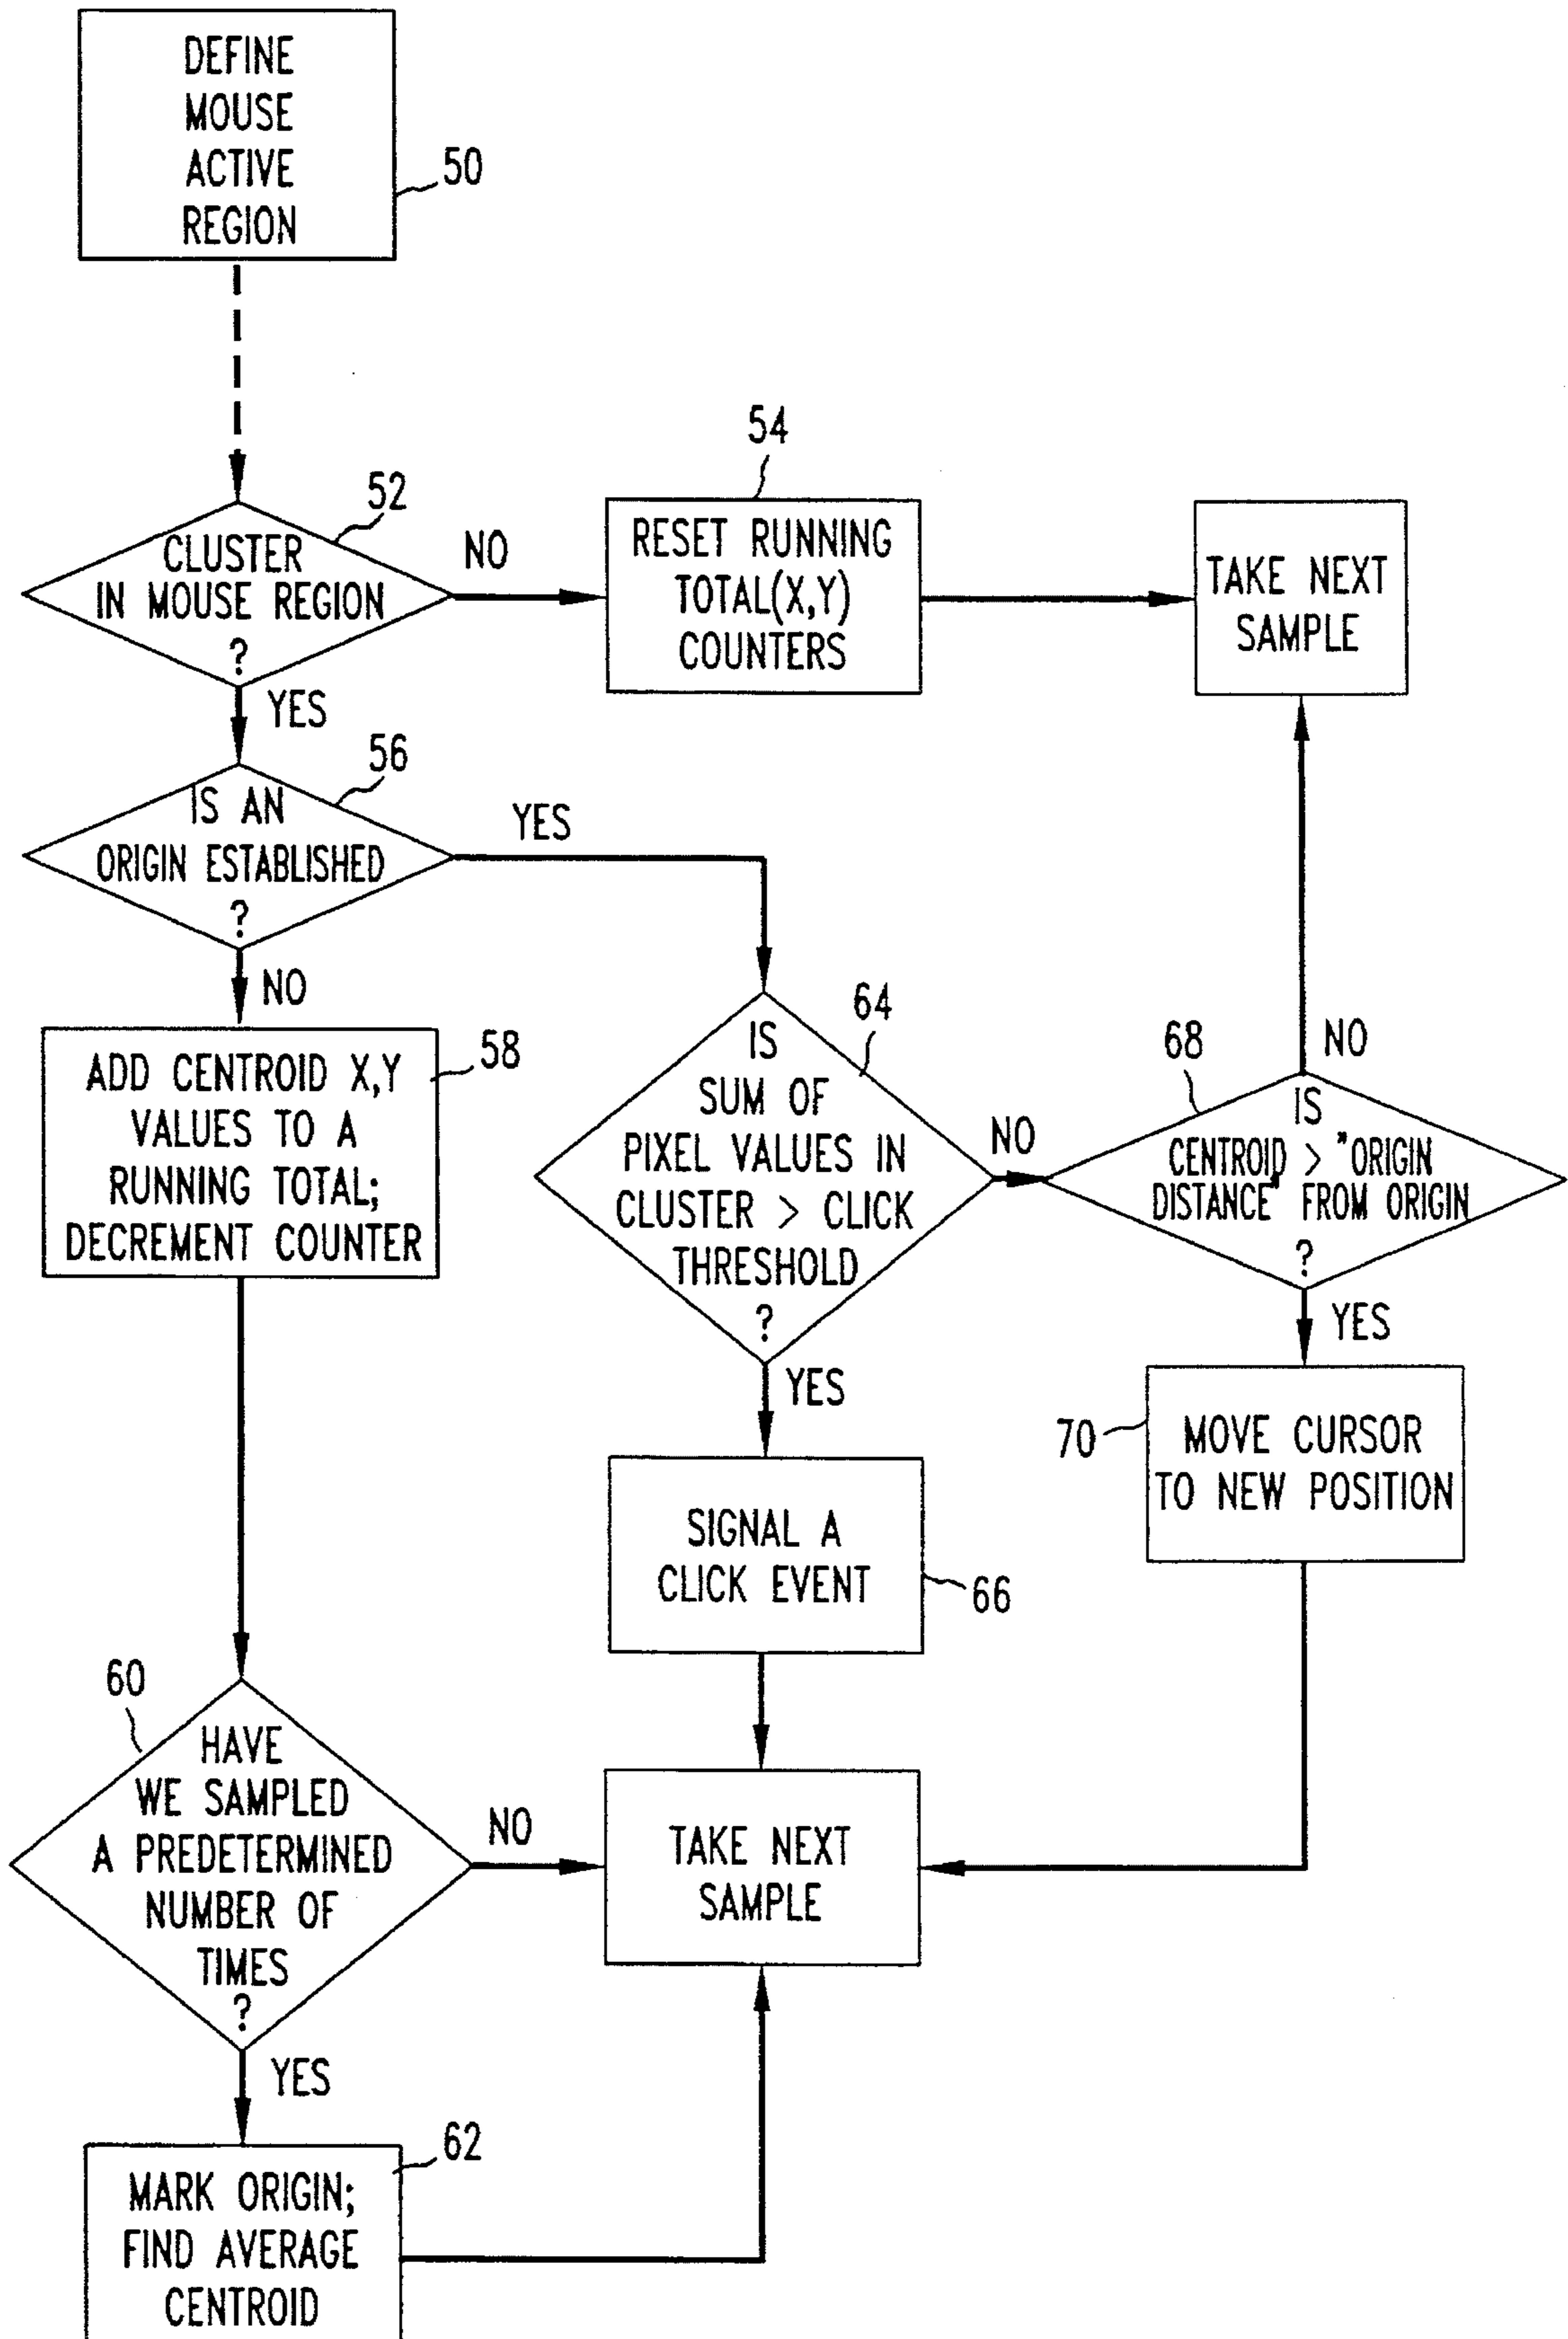 DEFINE
MOUSE
ACTIVE
REGION
50
52
CLUSTER
IN MOUSE REGION
?
NO
YES
54
RESET RUNNING
TOTAL(X,Y)
COUNTERS
TAKE NEXT
SAMPLE
56
IS AN
ORIGIN ESTABLISHED
?
YES
NO
58
ADD CENTROID X,Y
VALUES TO A
RUNNING TOTAL;
DECREMENT COUNTER
64
IS
SUM OF
PIXEL VALUES IN
CLUSTER > CLICK
THRESHOLD
?
NO
YES
68
NO
IS
CENTROID > "ORIGIN
DISTANCE" FROM ORIGIN
?
YES
70
MOVE CURSOR
TO NEW POSITION
SIGNAL A
CLICK EVENT
66
60
HAVE
WE SAMPLED
A PREDETERMINED
NUMBER OF
TIMES
?
NO
YES
TAKE NEXT
SAMPLE
62
MARK ORIGIN;
FIND AVERAGE
CENTROID